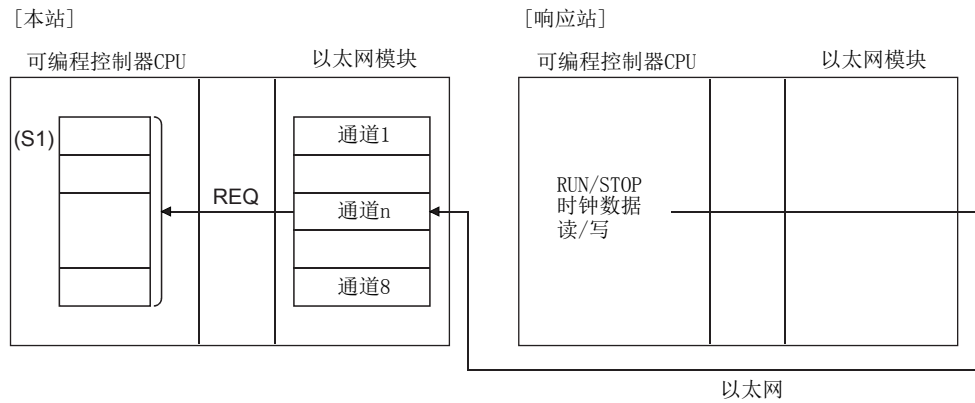 [本站]
[响应站]
可编程控制器CPU
以太网模块
可编程控制器CPU
以太网模块
(S1)
通道1
REQ
通道n
通道8
RUN/STOP
时钟数据
读/写
以太网